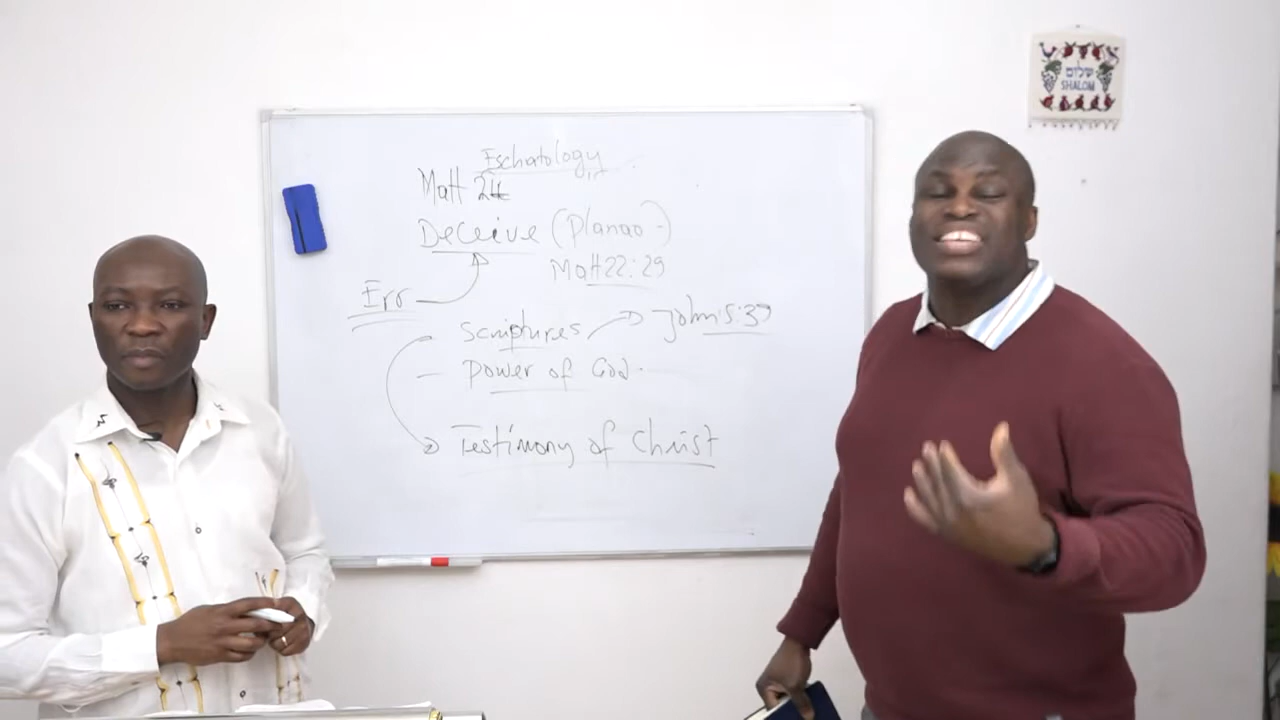 Eschatology
Matt 24
Deceive (planao-)
Matt 22:29
Err
Scriptures → John 5:39
- Power of God.
Testimony of Christ
שלום
SHALOM